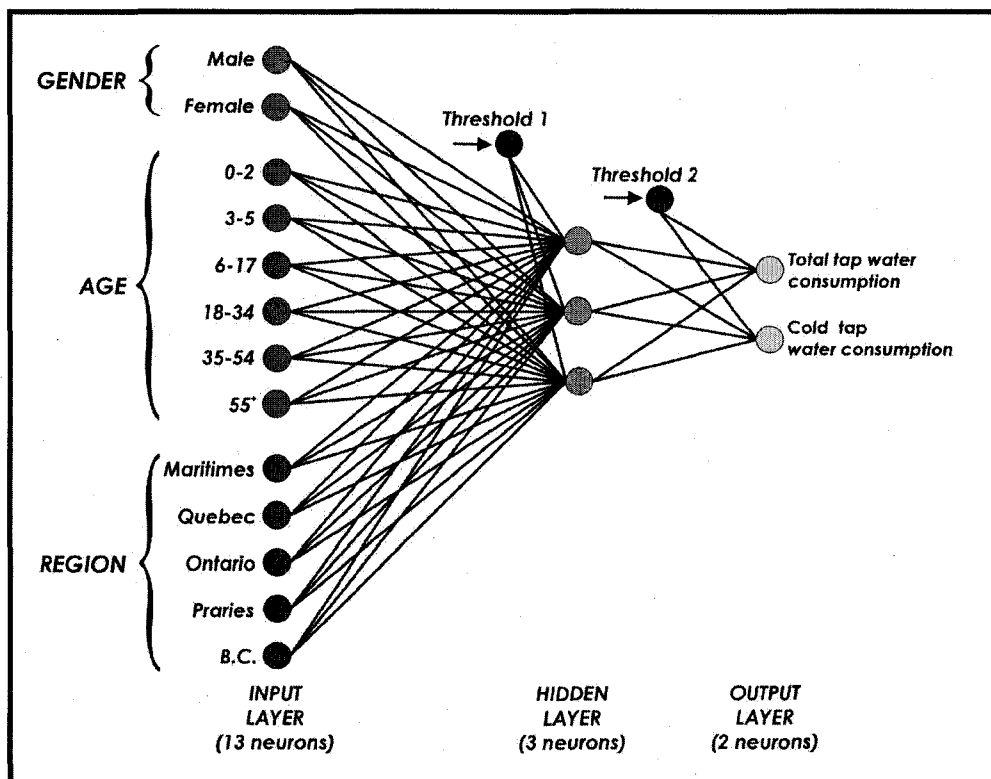 GENDER
Male
Female
AGE
0-2
3-5
6-17
18-34
35-54
55+
REGION
Maritimes
Quebec
Ontario
Praries
B.C.
Threshold 1
Threshold 2
Total tap water
consumption
Cold tap
water consumption
INPUT
LAYER
(13 neurons)
HIDDEN
LAYER
(3 neurons)
OUTPUT
LAYER
(2 neurons)